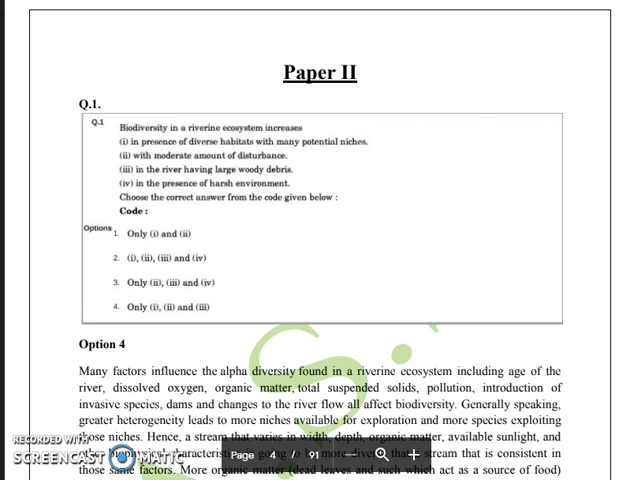 Paper II
Q.1.
Q.1 Biodiversity in a riverine ecosystem increases
(i) in presence of diverse habitats with many potential niches.
(ii) with moderate amount of disturbance.
(iii) in the river having large woody debris.
(iv) in the presence of harsh environment.
Choose the correct answer from the code given below :
Code :
Options 1. Only (i) and (ii)
2. (i), (ii), (iii) and (iv)
3. Only (ii), (iii) and (iv)
4. Only (i), (ii) and (iii)
Option 4
Many factors influence the alpha diversity found in a riverine ecosystem including age of the
river, dissolved oxygen, organic matter, total suspended solids, pollution, introduction of
invasive species, dams and changes to the river flow all affect biodiversity. Generally speaking,
greater heterogeneity leads to more niches available for exploration and more species exploiting
those niches. Hence, a stream that varies in width, depth, organic matter, available sunlight, and
stream that is consistent in
those same factors. More organic matter (dead leaves and such which act as a source of food)
Page 4 / 91
RECORDED WITH
SCREENCAST MATIC